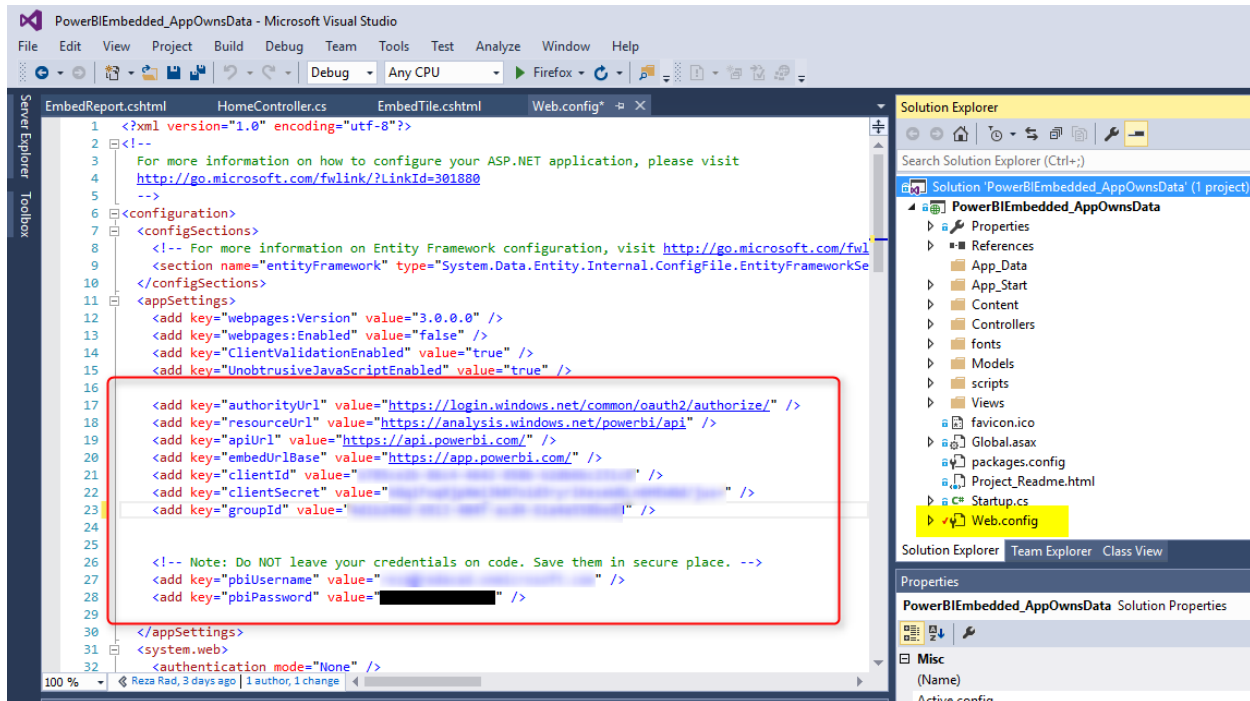 PowerBIEmbedded_AppOwnsData - Microsoft Visual Studio
File Edit View Project Build Debug Team Tools Test Analyze Window Help
Debug Any CPU Firefox
Server Explorer
Toolbox
EmbedReport.cshtml HomeController.cs EmbedTile.cshtml Web.config*
1 <?xml version="1.0" encoding="utf-8"?>
2 <!--
3 For more information on how to configure your ASP.NET application, please visit
4 http://go.microsoft.com/fwlink/?LinkId=301880
5 -->
6 <configuration>
7 <configSections>
8 <!-- For more information on Entity Framework configuration, visit http://go.microsoft.com/fwl
9 <section name="entityFramework" type="System.Data.Entity.Internal.ConfigFile.EntityFrameworkSe
10 </configSections>
11 <appSettings>
12 <add key="webpages:Version" value="3.0.0.0" />
13 <add key="webpages:Enabled" value="false" />
14 <add key="ClientValidationEnabled" value="true" />
15 <add key="UnobtrusiveJavaScriptEnabled" value="true" />
16
17 <add key="authorityUrl" value="https://login.windows.net/common/oauth2/authorize/" />
18 <add key="resourceUrl" value="https://analysis.windows.net/powerbi/api" />
19 <add key="apiUrl" value="https://api.powerbi.com/" />
20 <add key="embedUrlBase" value="https://app.powerbi.com/" />
21 <add key="clientId" value=" " />
22 <add key="clientSecret" value=" " />
23 <add key="groupId" value=" " />
24
25
26 <!-- Note: Do NOT leave your credentials on code. Save them in secure place. -->
27 <add key="pbiUsername" value=" " />
28 <add key="pbiPassword" value=" " />
29
30 </appSettings>
31 <system.web>
32 <authentication mode="None" />
100 % Reza Rad, 3 days ago | 1 author, 1 change
Solution Explorer
Search Solution Explorer (Ctrl+;)
Solution 'PowerBIEmbedded_AppOwnsData' (1 project)
PowerBIEmbedded_AppOwnsData
Properties
References
App_Data
App_Start
Content
Controllers
fonts
Models
scripts
Views
favicon.ico
Global.asax
packages.config
Project_Readme.html
Startup.cs
Web.config
Solution Explorer Team Explorer Class View
Properties
PowerBIEmbedded_AppOwnsData Solution Properties
Misc
(Name)
Active config